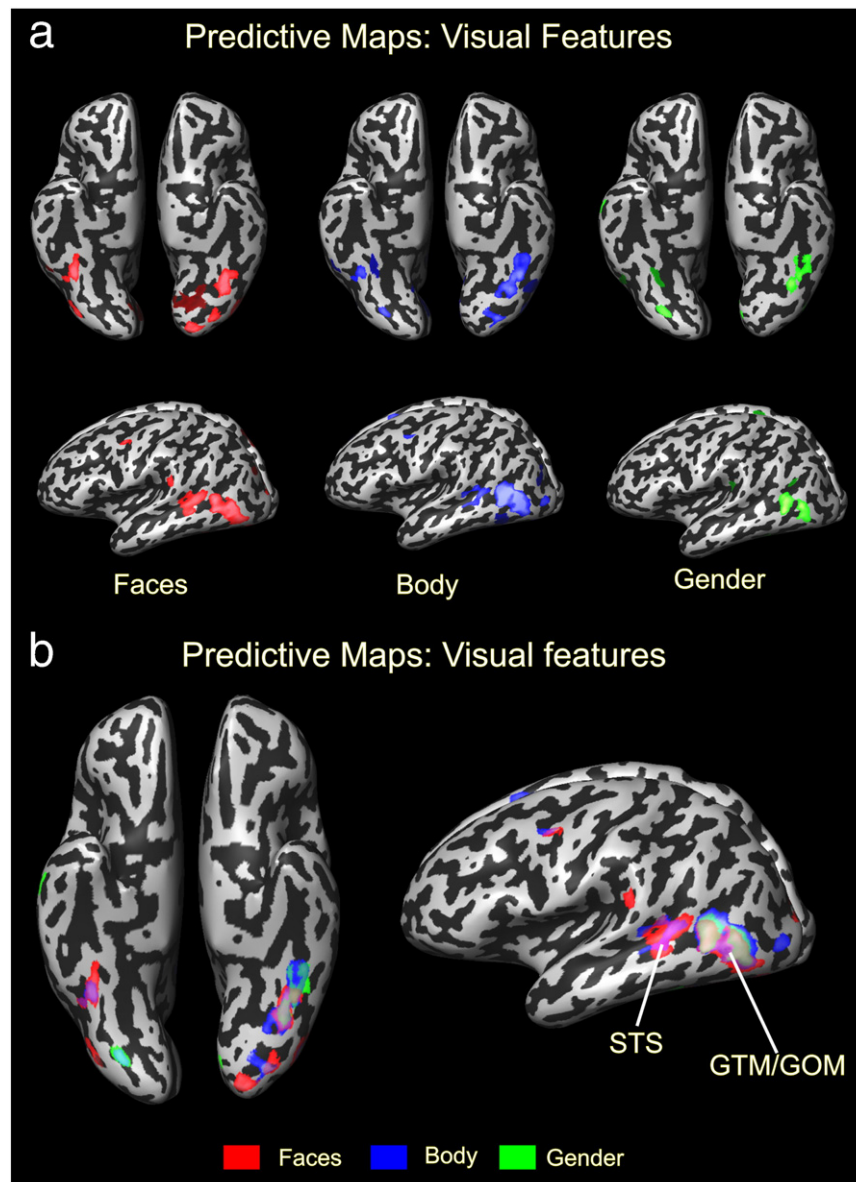 a
Predictive Maps: Visual Features
Faces
Body
Gender
b
Predictive Maps: Visual features
STS
GTM/GOM
Faces
Body
Gender